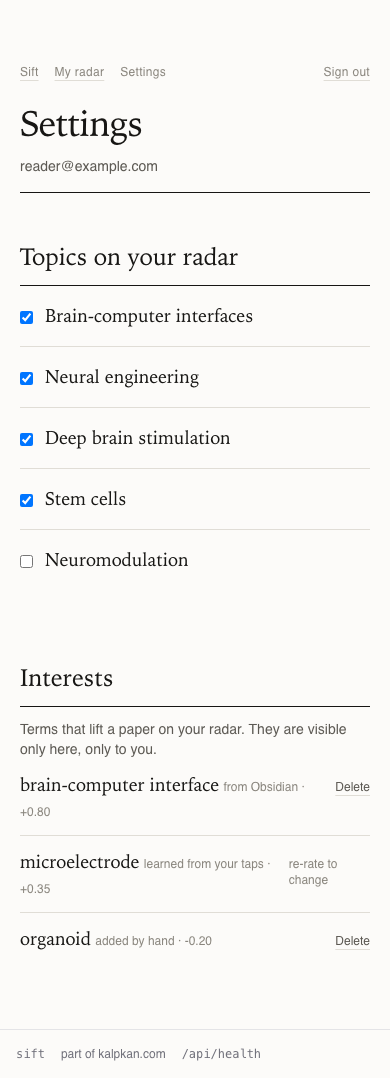 Sift My radar Settings Sign out
Settings
reader@example.com
Topics on your radar
Brain-computer interfaces
Neural engineering
Deep brain stimulation
Stem cells
Neuromodulation
Interests
Terms that lift a paper on your radar. They are visible
only here, only to you.
brain-computer interface from Obsidian · Delete
+0.80
microelectrode learned from your taps · re-rate to
change
+0.35
organoid added by hand · -0.20 Delete
sift part of kalpkan.com /api/health